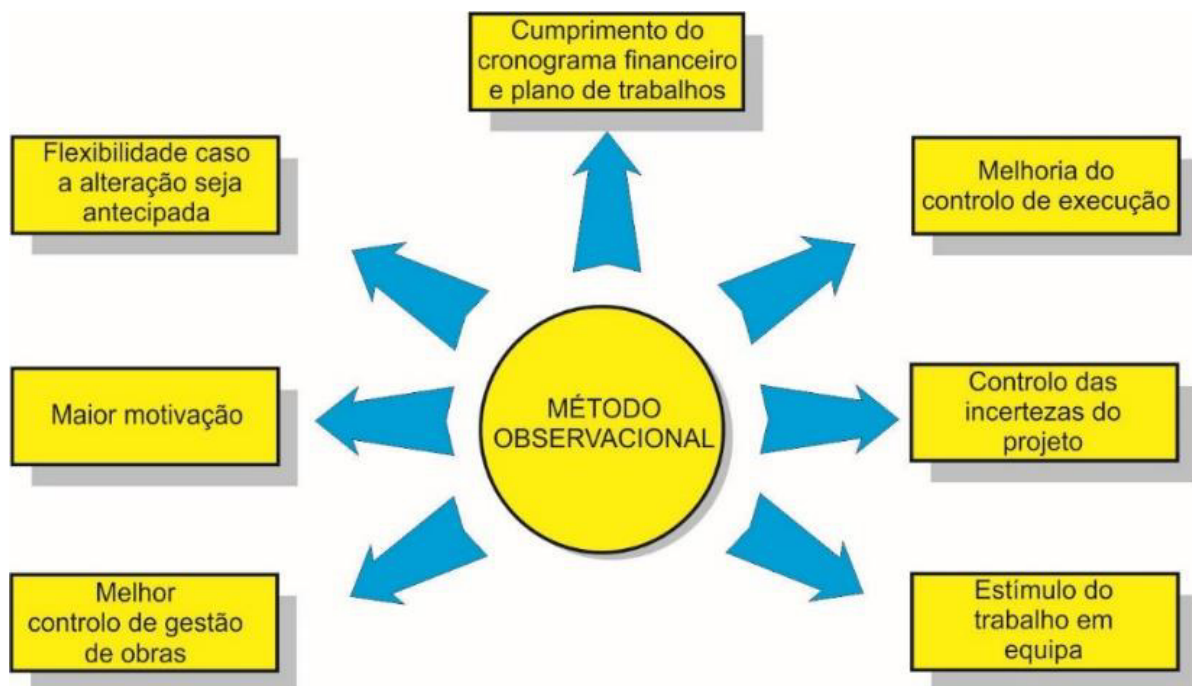 Cumprimento do
cronograma financeiro
e plano de trabalhos
Flexibilidade caso
a alteração seja
antecipada
Melhoria do
controlo de execução
Maior motivação
MÉTODO
OBSERVACIONAL
Controlo das
incertezas do
projeto
Melhor
controlo de gestão
de obras
Estímulo do
trabalho em
equipa